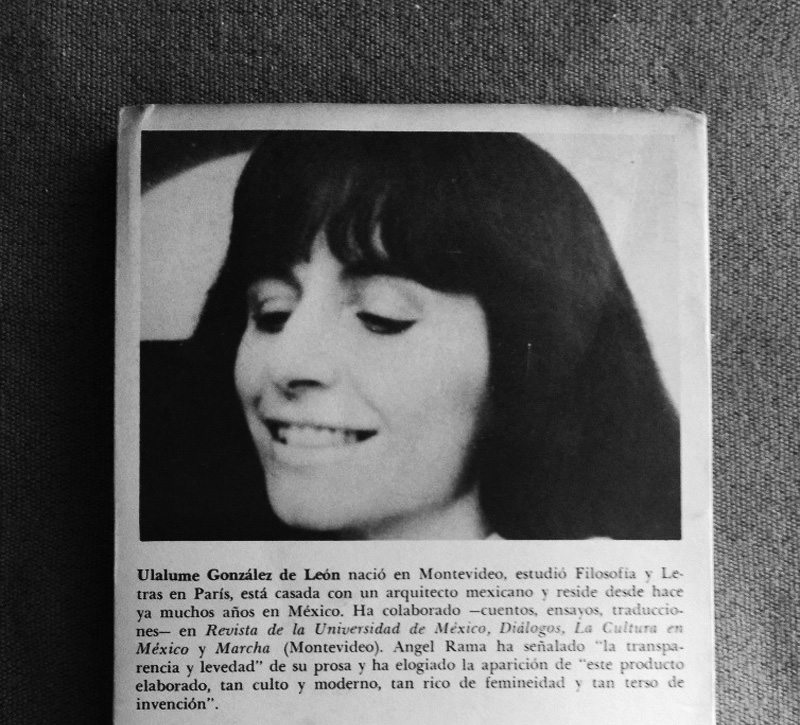 Ulalume González de León nació en Montevideo, estudió Filosofía y Le-
tras en París, está casada con un arquitecto mexicano y reside desde hace
ya muchos años en México. Ha colaborado —cuentos, ensayos, traduccio-
nes— en Revista de la Universidad de México, Diálogos, La Cultura en
México y Marcha (Montevideo). Angel Rama ha señalado "la transpa-
rencia y levedad" de su prosa y ha elogiado la aparición de "este producto
elaborado, tan culto y moderno, tan rico de femineidad y tan terso de
invención".